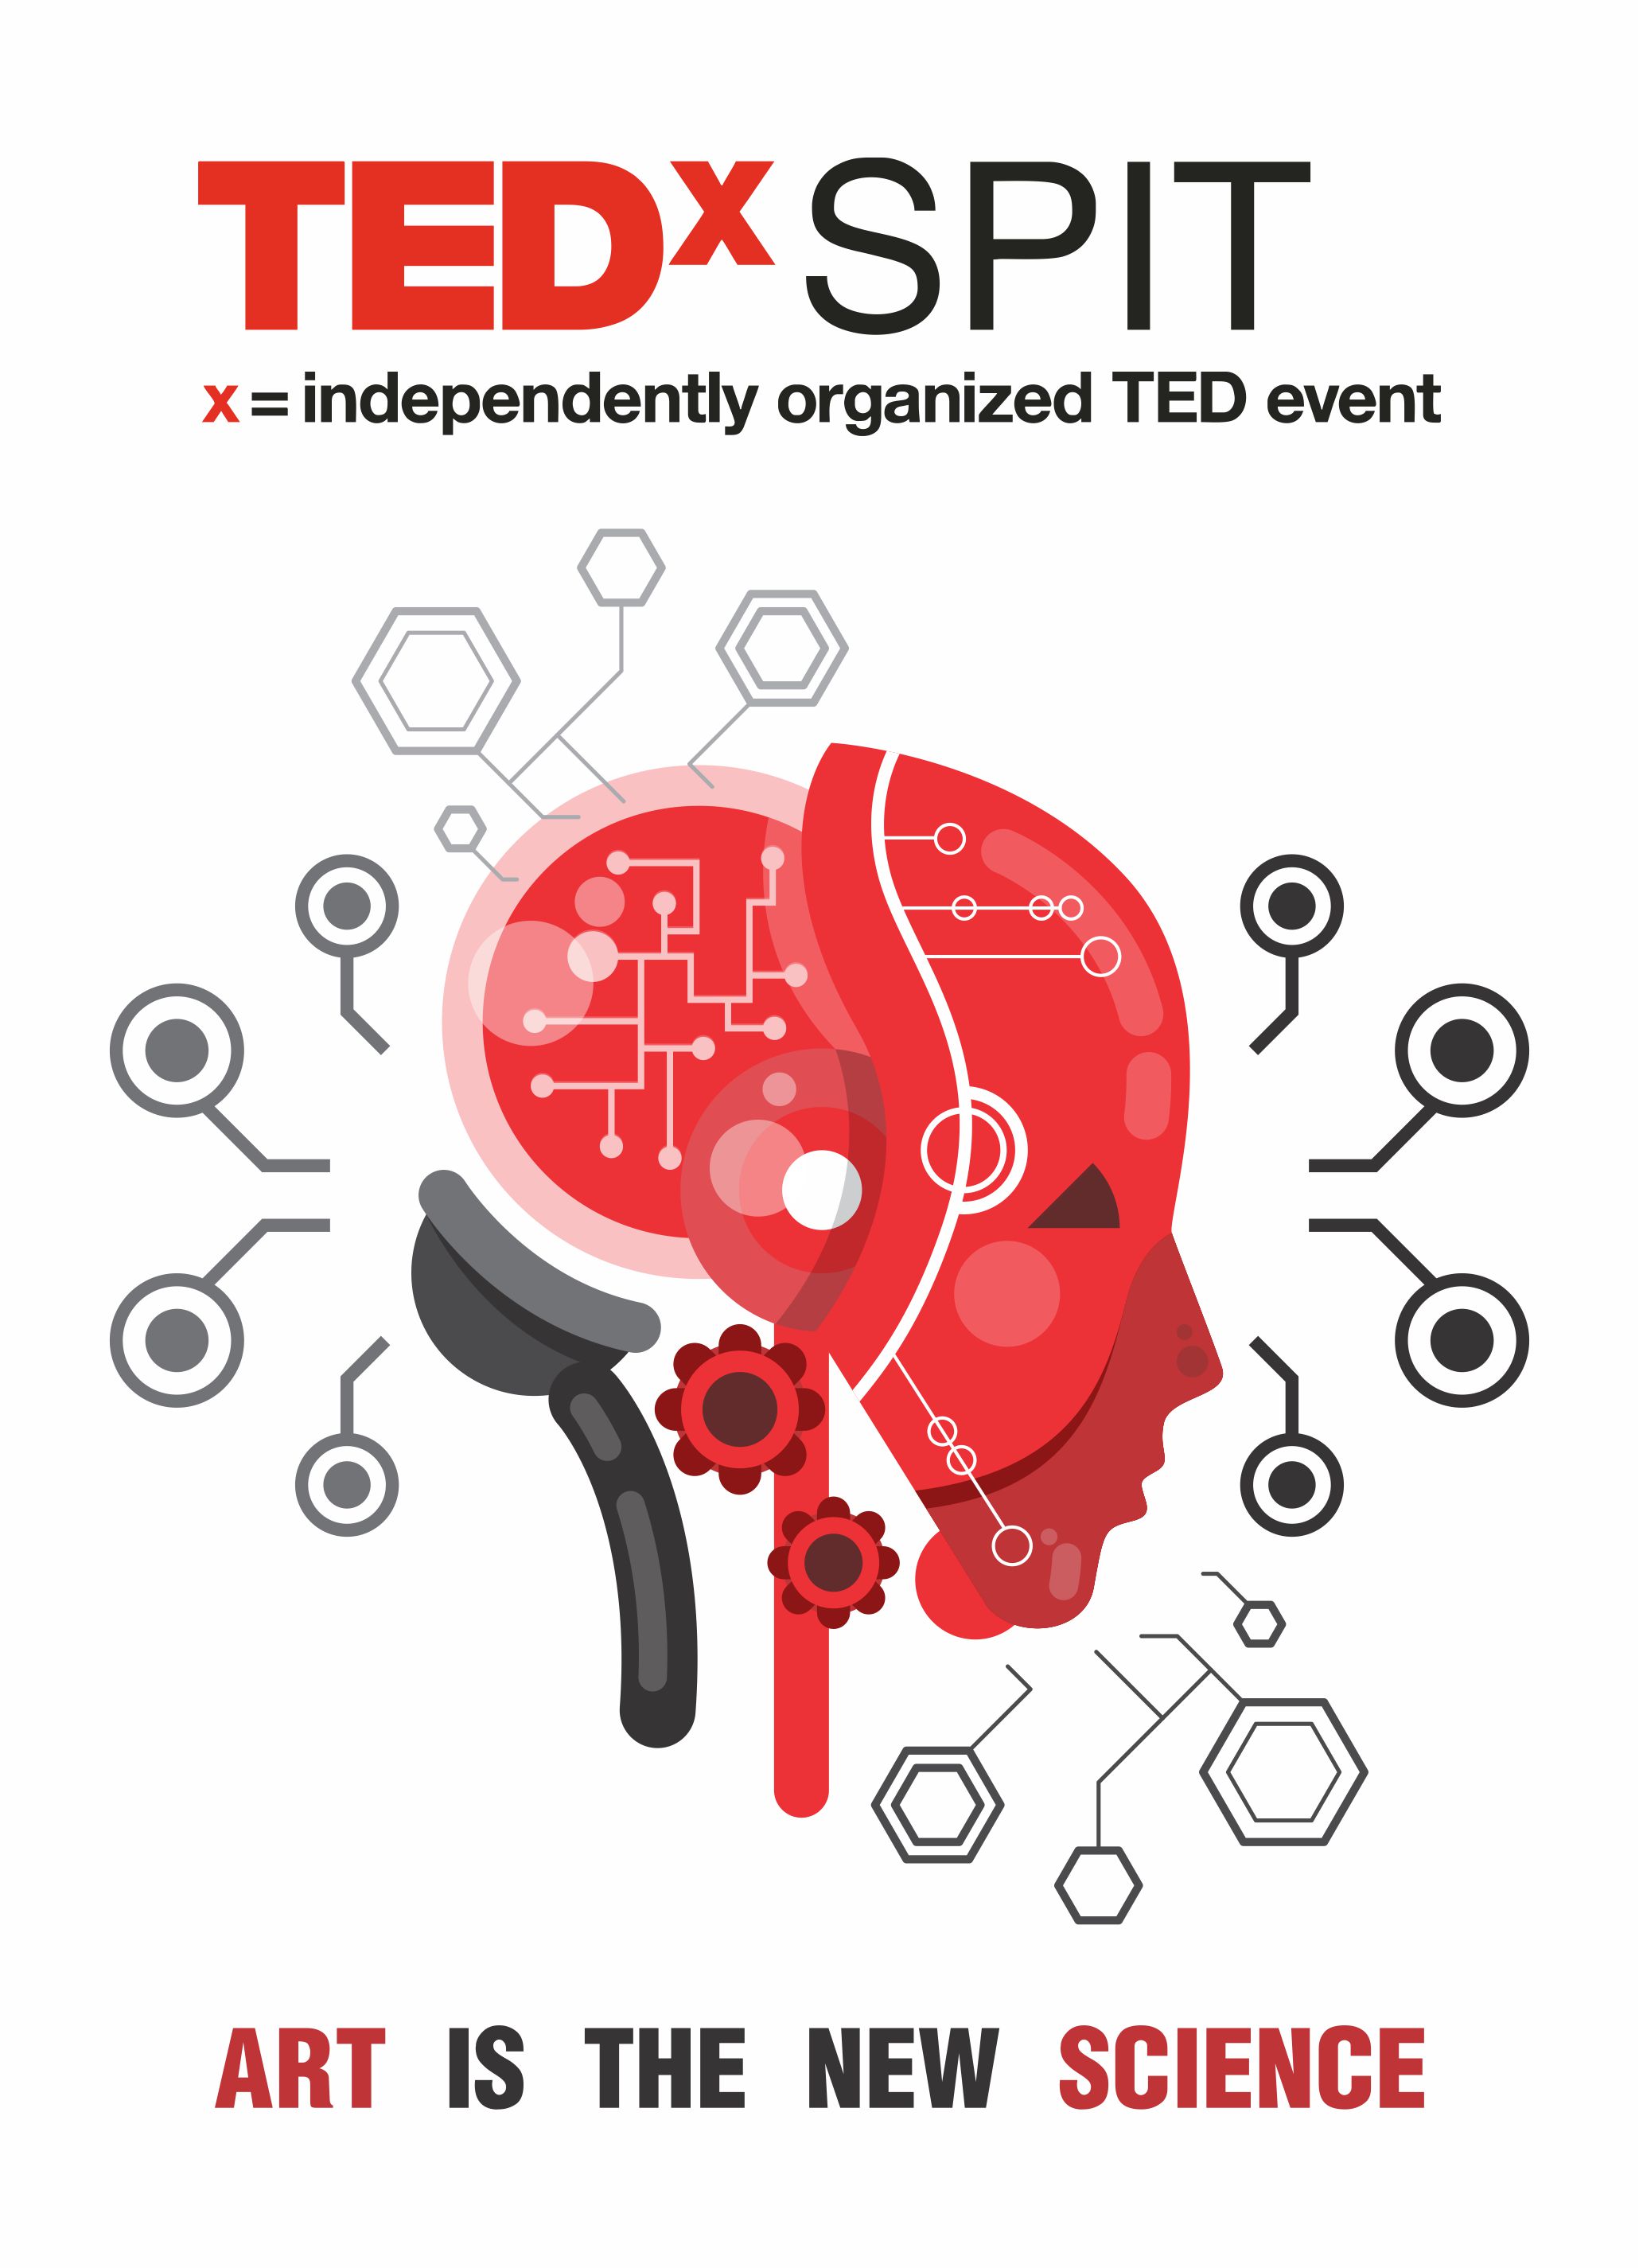 TEDx SPIT
x = independently organized TED event
ART IS THE NEW SCIENCE